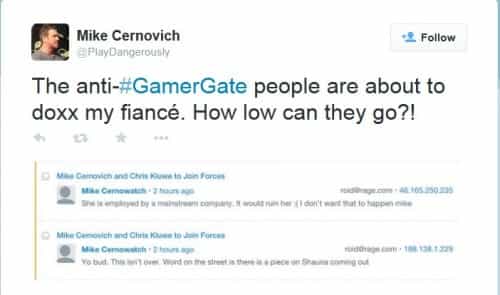 Mike Cernovich
@PlayDangerously
Follow
The anti-#GamerGate people are about to
doxx my fiancé. How low can they go?!
Mike Cernovich and Chris Kluwe to Join Forces
Mike Cernowatch • 2 hours ago
roid@rage.com • 46.165.250.235
She is employed by a mainstream company. It would ruin her :( I don't want that to happen mike
Mike Cernovich and Chris Kluwe to Join Forces
Mike Cernowatch • 2 hours ago
roid@rage.com • 198.138.1.229
Yo bud. This isn't over. Word on the street is there is a piece on Shauna coming out